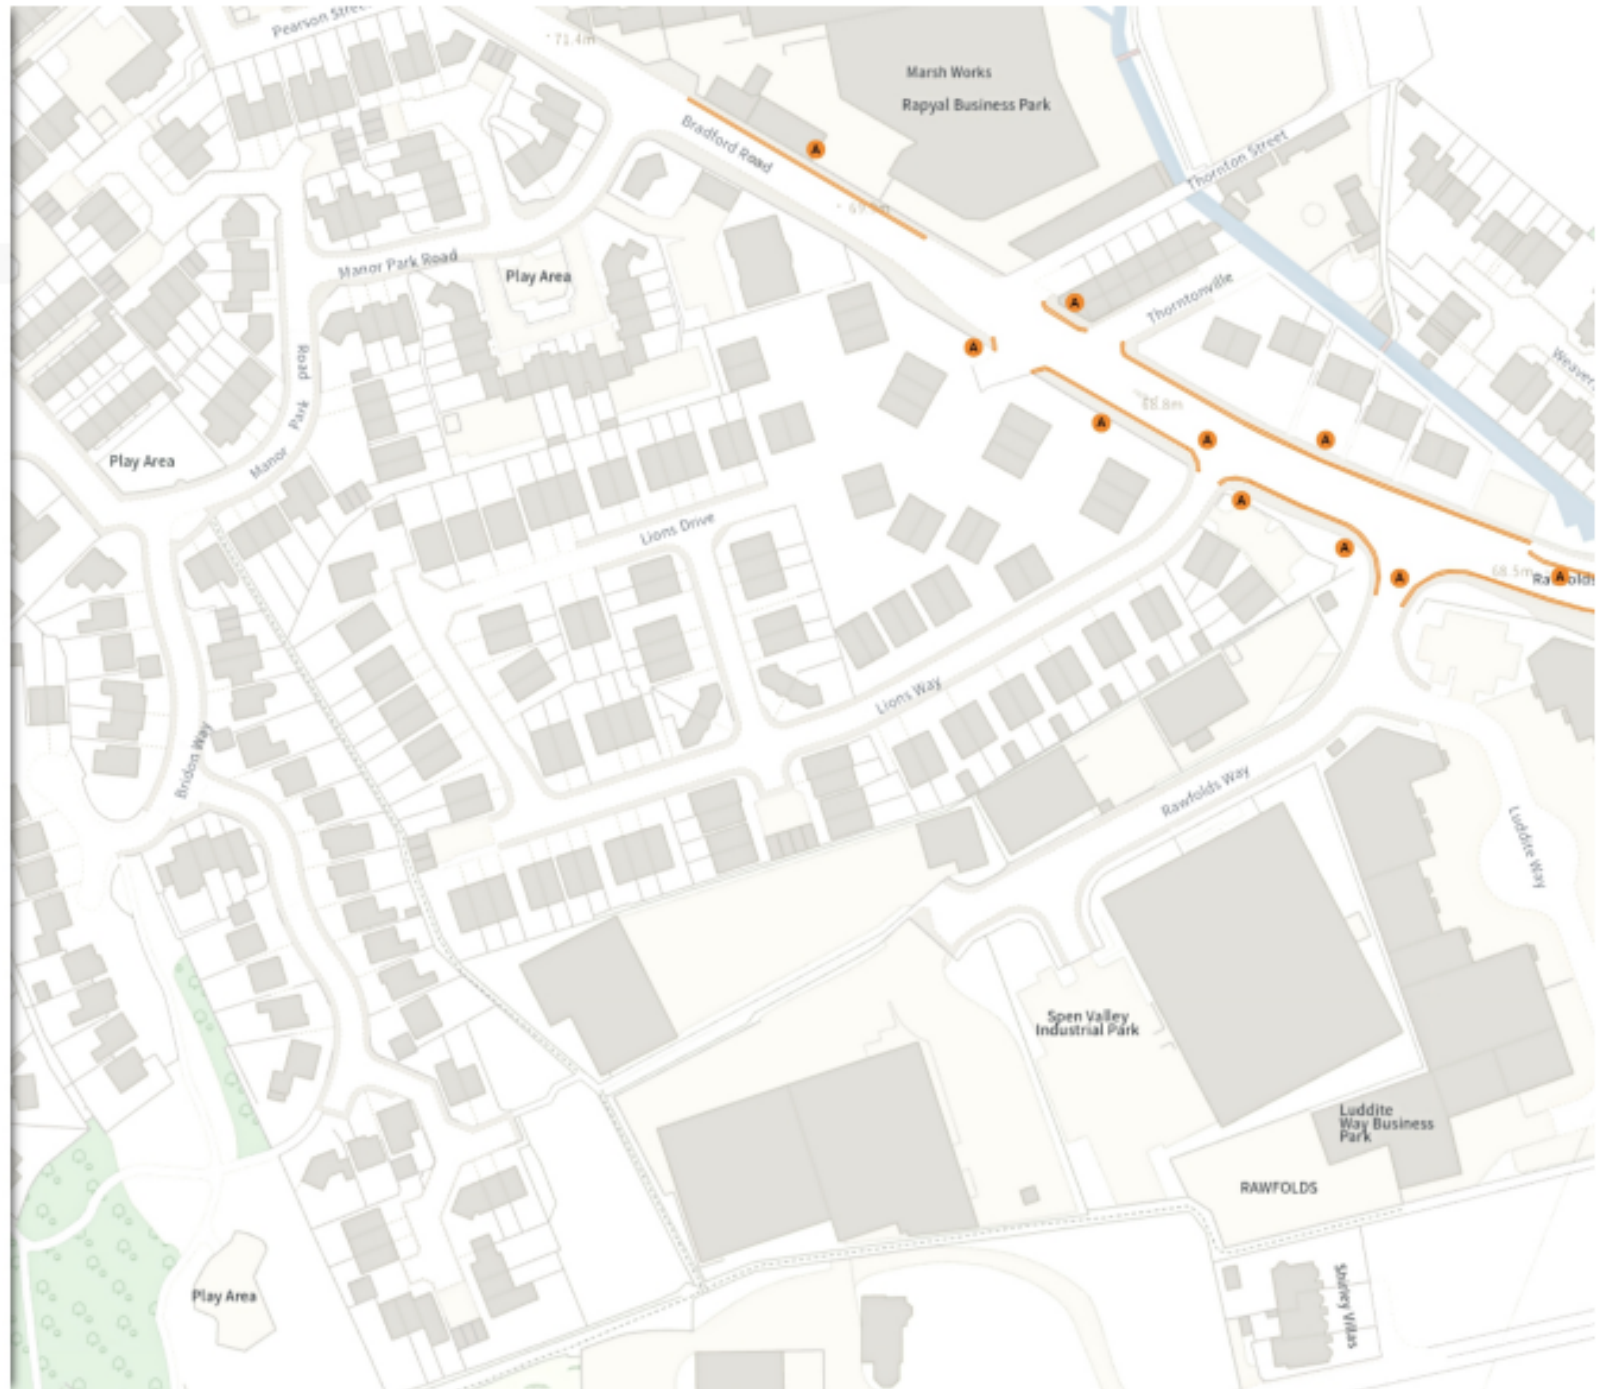 Pearson Street
71.4m
Marsh Works
Rapyal Business Park
Bradford Road
Thornton Street
Manor Park Road
Play Area
Thorntonville
Manor Park Road
68.8m
Play Area
Lions Drive
68.5m
A
A
A
A
A
A
A
A
A
A
Lions Way
Bridon Way
Rawfolds Way
Luddite Way
Spen Valley
Industrial Park
Luddite
Way Business
Park
RAWFOLDS
Play Area
Shirley Villas